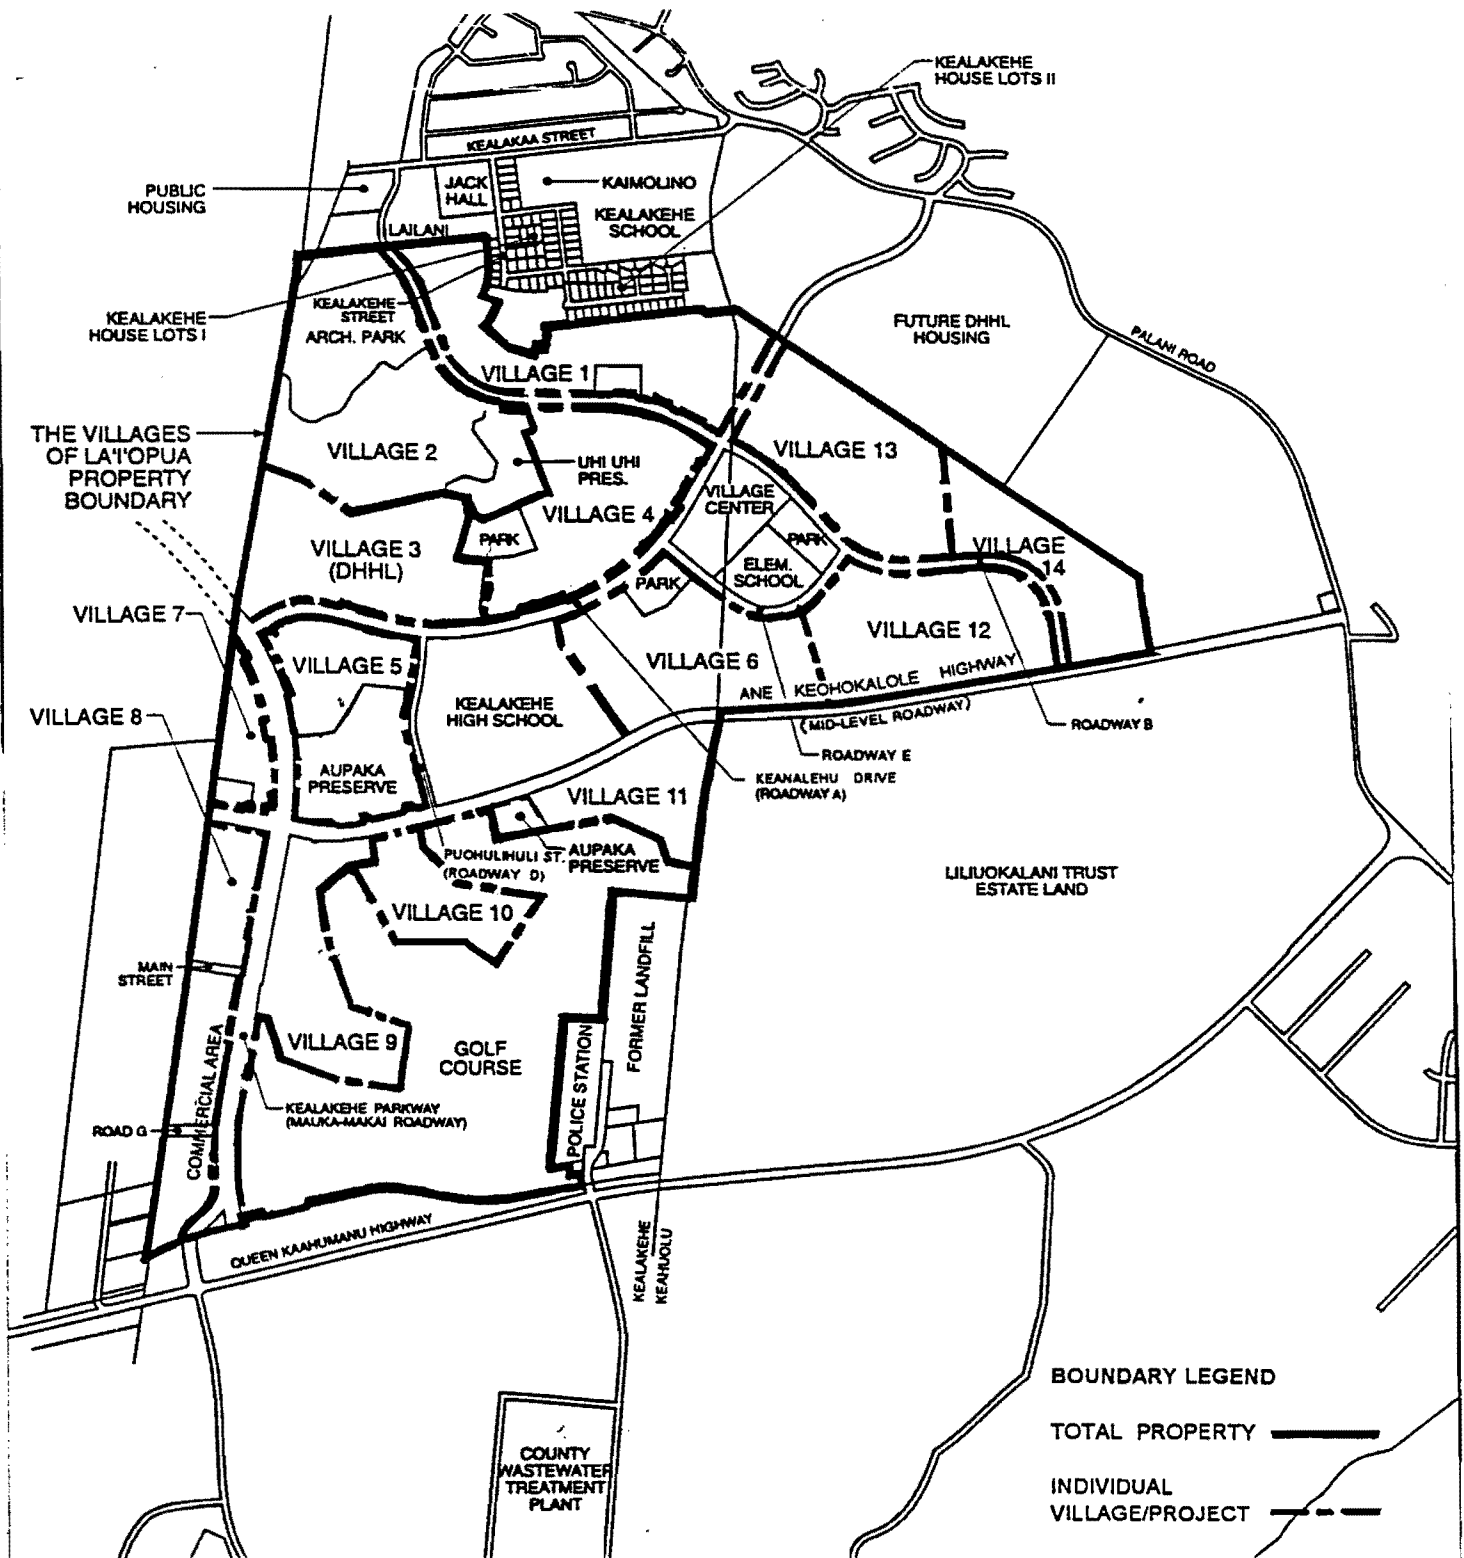 KEALAKEHE
HOUSE LOTS II
KEALAKAA STREET
PUBLIC
HOUSING
JACK
HALL
KAIMOLINO
KEALAKEHE
SCHOOL
LAILANI
KEALAKEHE
STREET
KEALAKEHE
HOUSE LOTS I
ARCH. PARK
FUTURE DHHL
HOUSING
PALANI ROAD
VILLAGE 1
THE VILLAGES
OF LA'I'OPUA
PROPERTY
BOUNDARY
VILLAGE 2
UHI UHI
PRES.
VILLAGE 13
VILLAGE
CENTER
VILLAGE 4
PARK
VILLAGE 3
(DHHL)
PARK
ELEM.
SCHOOL
VILLAGE
14
PARK
VILLAGE 7
VILLAGE 12
VILLAGE 5
VILLAGE 6
ANE KEOHOKALOLE HIGHWAY
(MID-LEVEL ROADWAY)
KEALAKEHE
HIGH SCHOOL
VILLAGE 8
ROADWAY B
ROADWAY E
AUPAKA
PRESERVE
KEANALEHU DRIVE
(ROADWAY A)
VILLAGE 11
PUOHULIHULI ST.
(ROADWAY D)
AUPAKA
PRESERVE
LILIUOKALANI TRUST
ESTATE LAND
VILLAGE 10
FORMER LANDFILL
MAIN
STREET
VILLAGE 9
GOLF
COURSE
POLICE STATION
COMMERCIAL AREA
KEALAKEHE PARKWAY
(MAUKA-MAKAI ROADWAY)
ROAD G
QUEEN KAAHUMANU HIGHWAY
KEALAKEHE
KEAHUOLU
BOUNDARY LEGEND
TOTAL PROPERTY
INDIVIDUAL
VILLAGE/PROJECT
COUNTY
WASTEWATER
TREATMENT
PLANT